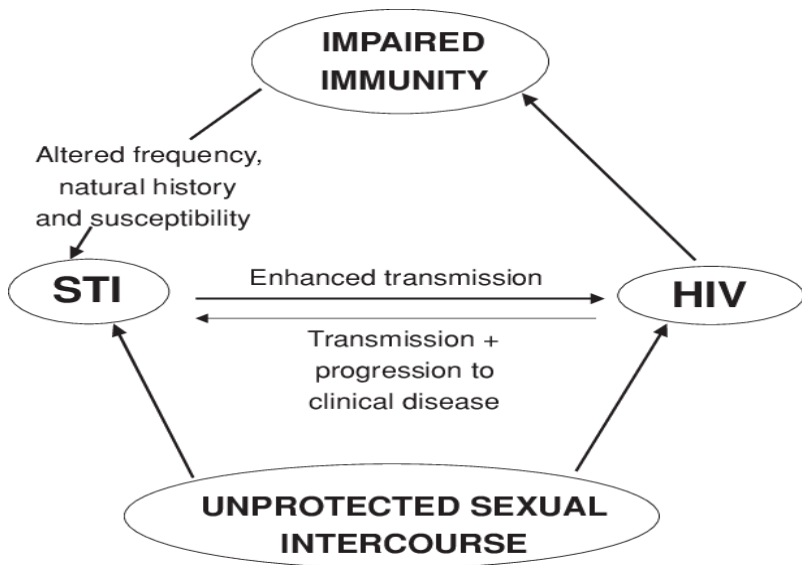 IMPAIRED
IMMUNITY
Altered frequency,
natural history
and susceptibility
STI
Enhanced transmission
HIV
Transmission +
progression to
clinical disease
UNPROTECTED SEXUAL
INTERCOURSE